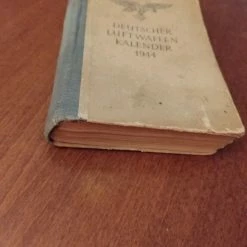 DEUTSCHER
LUFTWAFFEN
KALENDER
1944